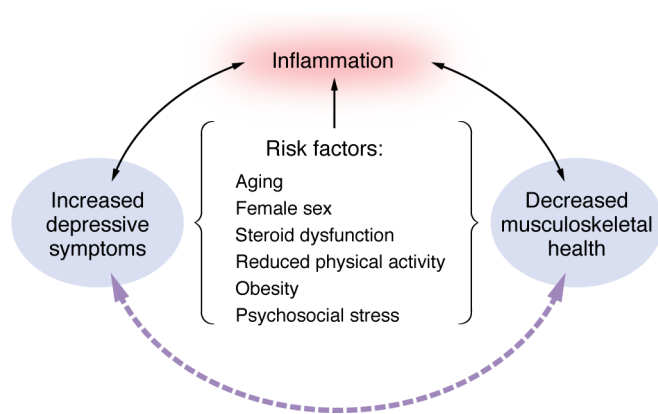 Inflammation
Risk factors:
Aging
Female sex
Steroid dysfunction
Reduced physical activity
Obesity
Psychosocial stress
Increased
depressive
symptoms
Decreased
musculoskeletal
health